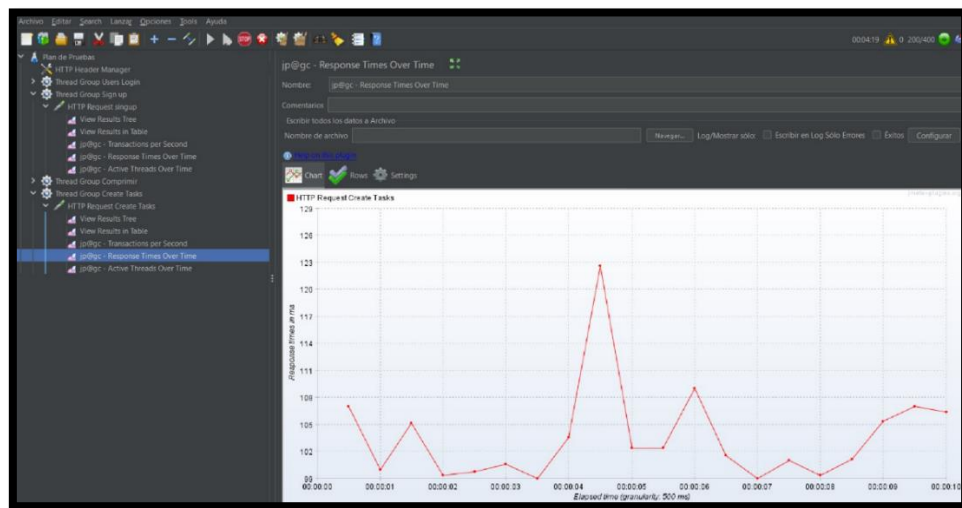 Archivo Editar Search Lanzar Opciones Tools Ayuda
00:04:19 0 200/400
Plan de Pruebas
HTTP Header Manager
Thread Group Users Login
Thread Group Sign up
HTTP Request singup
View Results Tree
View Results in Table
jp@gc - Transactions per Second
jp@gc - Response Times Over Time
jp@gc - Active Threads Over Time
Thread Group Comprimir
Thread Group Create Tasks
HTTP Request Create Tasks
View Results Tree
View Results in Table
jp@gc - Transactions per Second
jp@gc - Response Times Over Time
jp@gc - Active Threads Over Time
jp@gc - Response Times Over Time
Nombre: jp@gc - Response Times Over Time
Comentarios
Escribir todos los datos a Archivo
Nombre de archivo Navegar... Log/Mostrar sólo: Escribir en Log Sólo Errores Éxitos Configurar
Help on this plugin
Chart Rows Settings
HTTP Request Create Tasks
129
126
123
120
117
114
111
108
105
102
99
Response times in ms
00:00:00 00:00:01 00:00:02 00:00:03 00:00:04 00:00:05 00:00:06 00:00:07 00:00:08 00:00:09 00:00:10
Elapsed time (granularity: 500 ms)